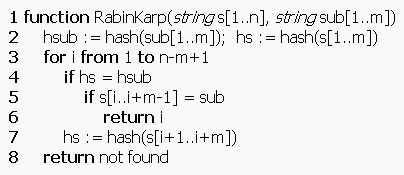 1 function RabinKarp(string s[1..n], string sub[1..m])
2 hsub := hash(sub[1..m]); hs := hash(s[1..m])
3 for i from 1 to n-m+1
4 if hs = hsub
5 if s[i..i+m-1] = sub
6 return i
7 hs := hash(s[i+1..i+m])
8 return not found